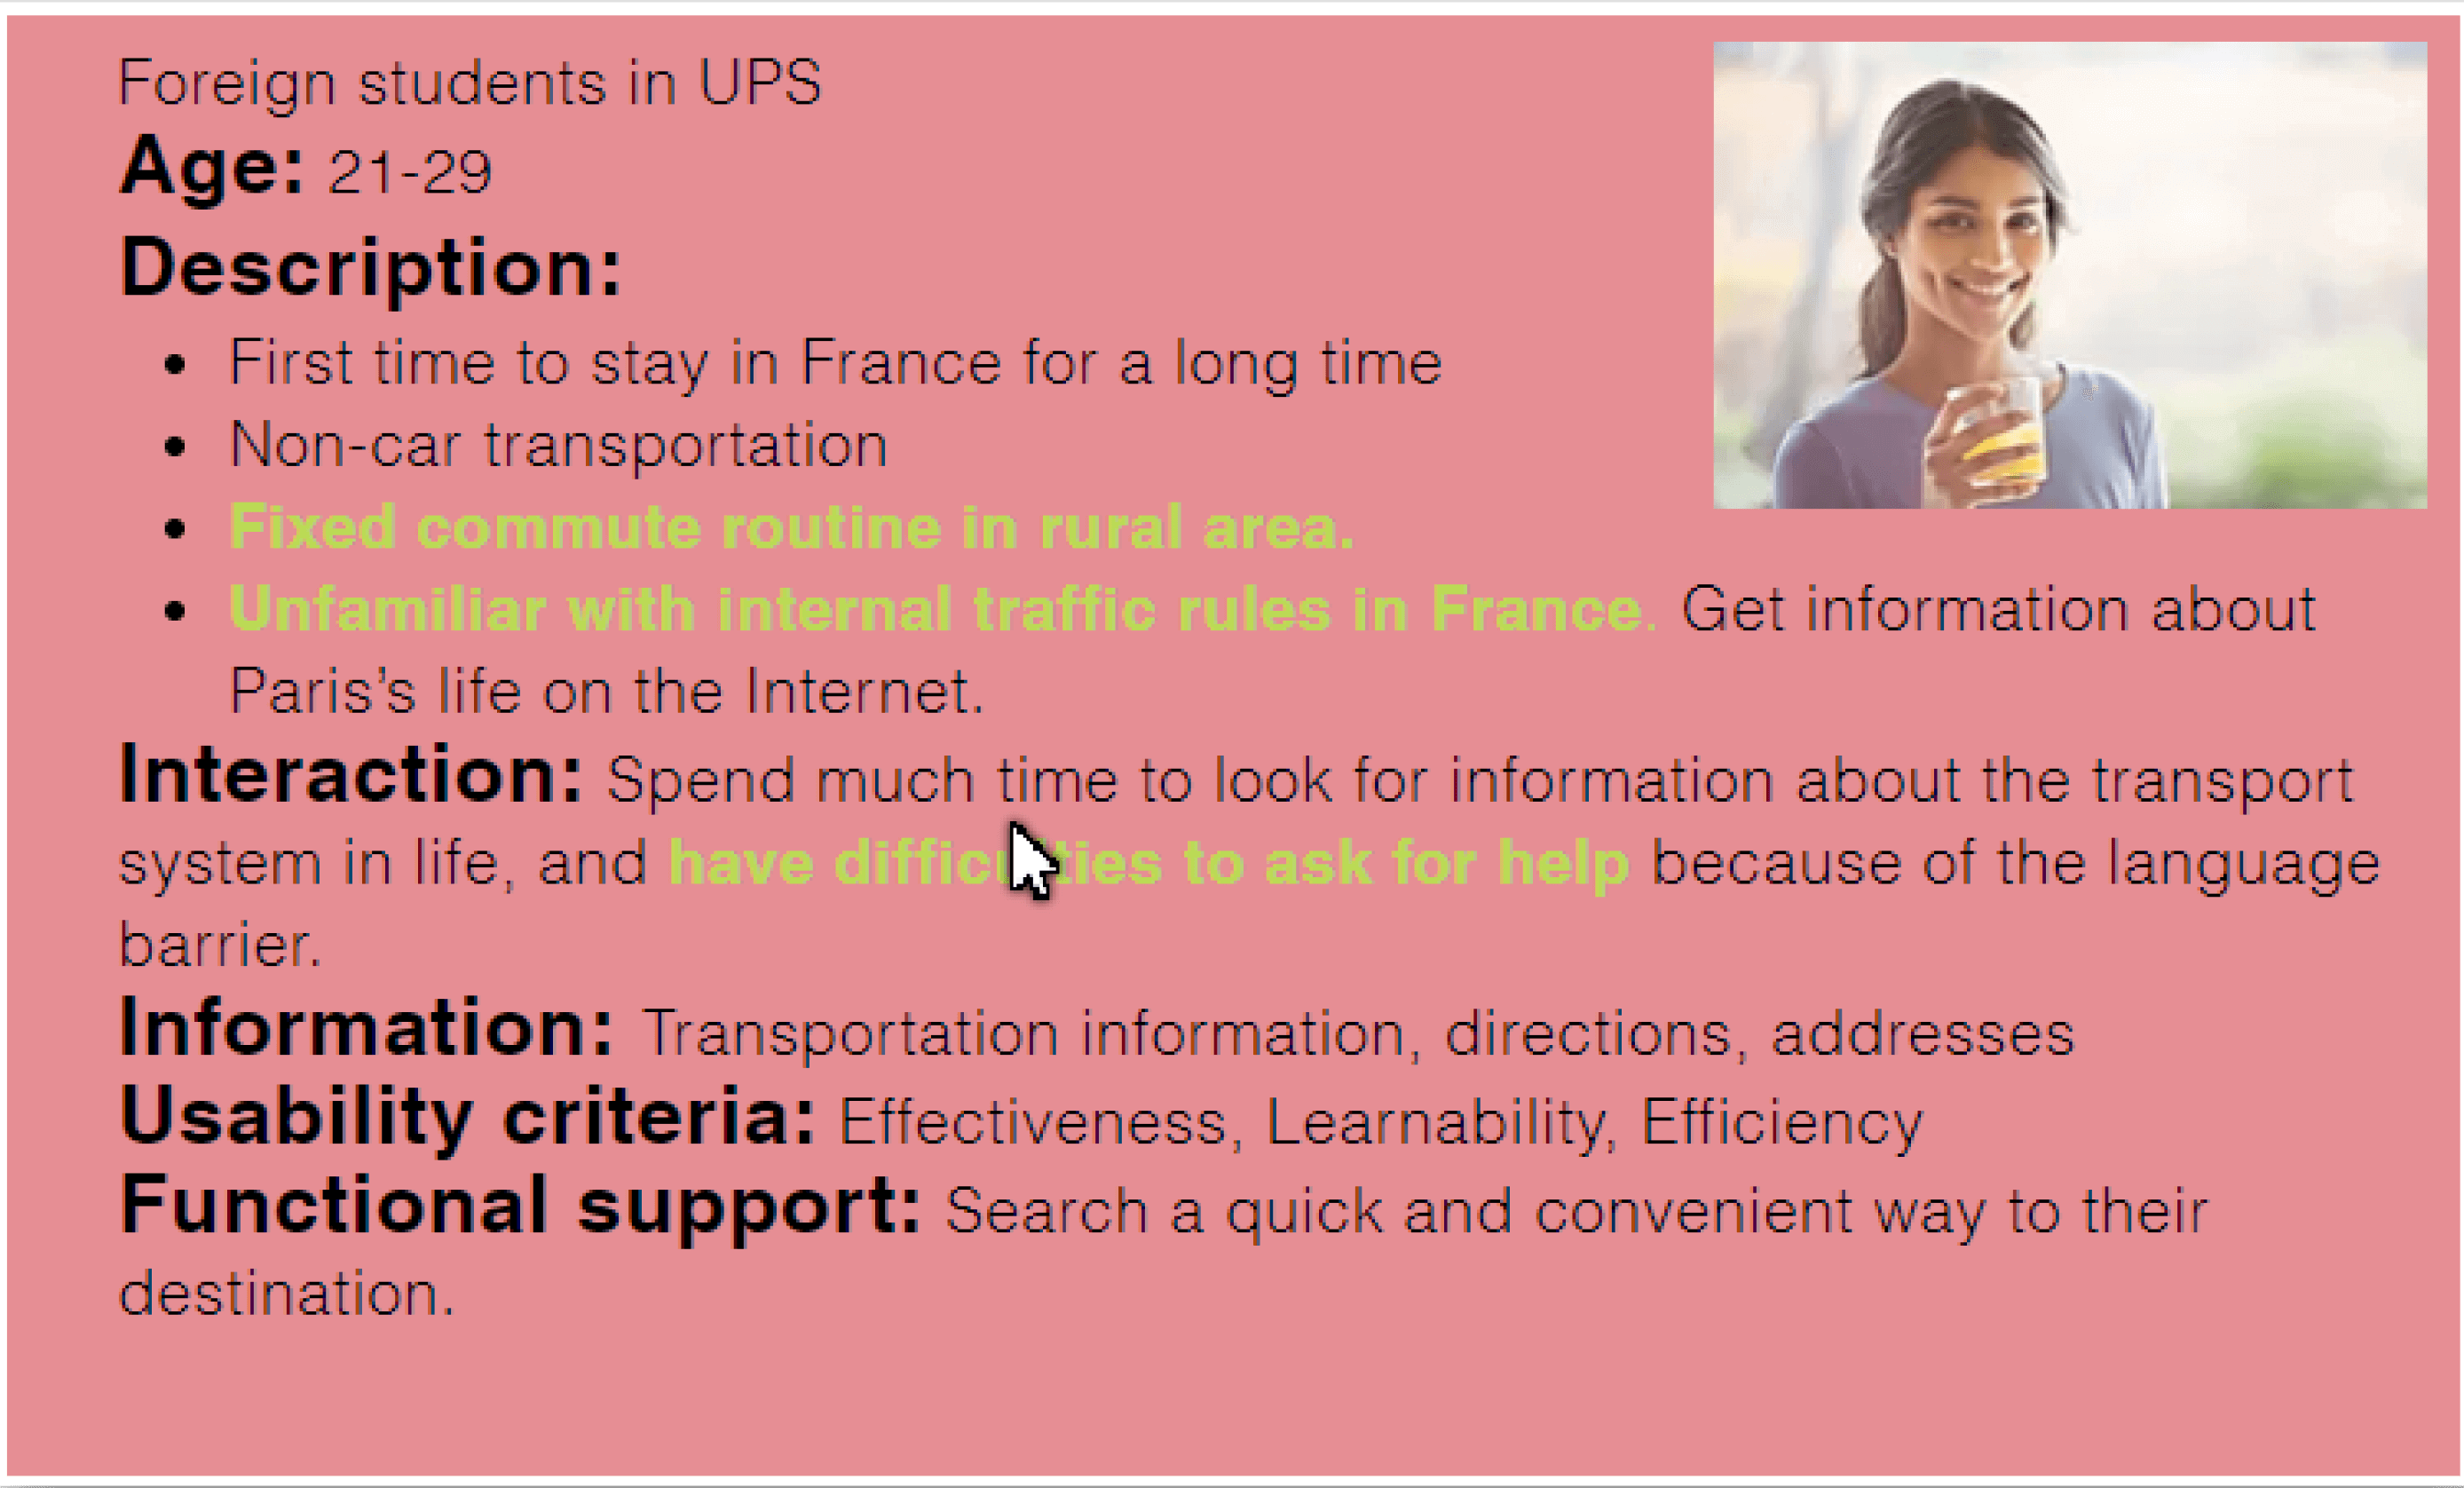 Foreign students in UPS
Age: 21-29
Description:
• First time to stay in France for a long time
• Non-car transportation
• Fixed commute routine in rural area.
• Unfamiliar with internal traffic rules in France. Get information about
Paris’s life on the Internet.
Interaction: Spend much time to look for information about the transport
system in life, and have difficulties to ask for help because of the language
barrier.
Information: Transportation information, directions, addresses
Usability criteria: Effectiveness, Learnability, Efficiency
Functional support: Search a quick and convenient way to their
destination.